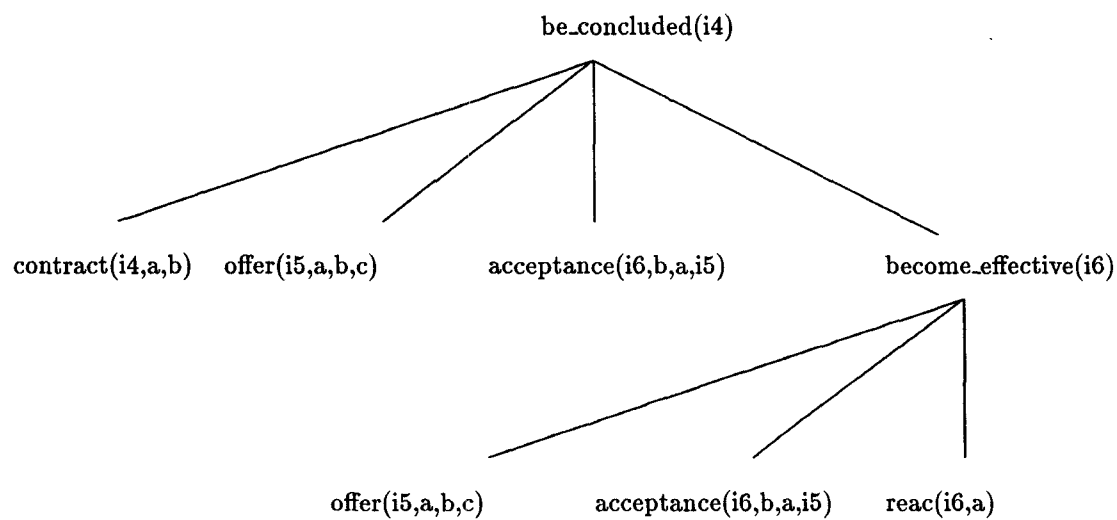 be_concluded(i4)
contract(i4,a,b) offer(i5,a,b,c) acceptance(i6,b,a,i5) become_effective(i6)
offer(i5,a,b,c) acceptance(i6,b,a,i5) reac(i6,a)